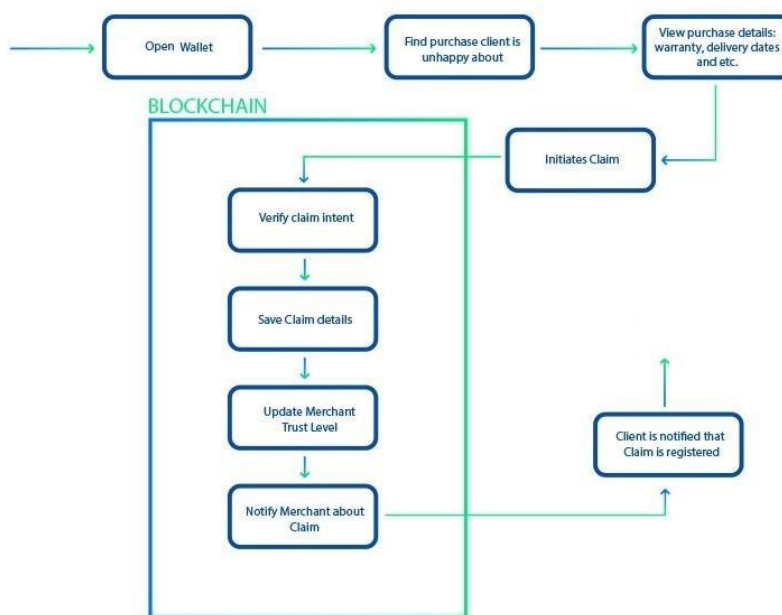 Open Wallet
Find purchase client is
unhappy about
View purchase details:
warranty, delivery dates
and etc.
BLOCKCHAIN
Initiates Claim
Verify claim intent
Save Claim details
Update Merchant
Trust Level
Client is notified that
Claim is registered
Notify Merchant about
Claim